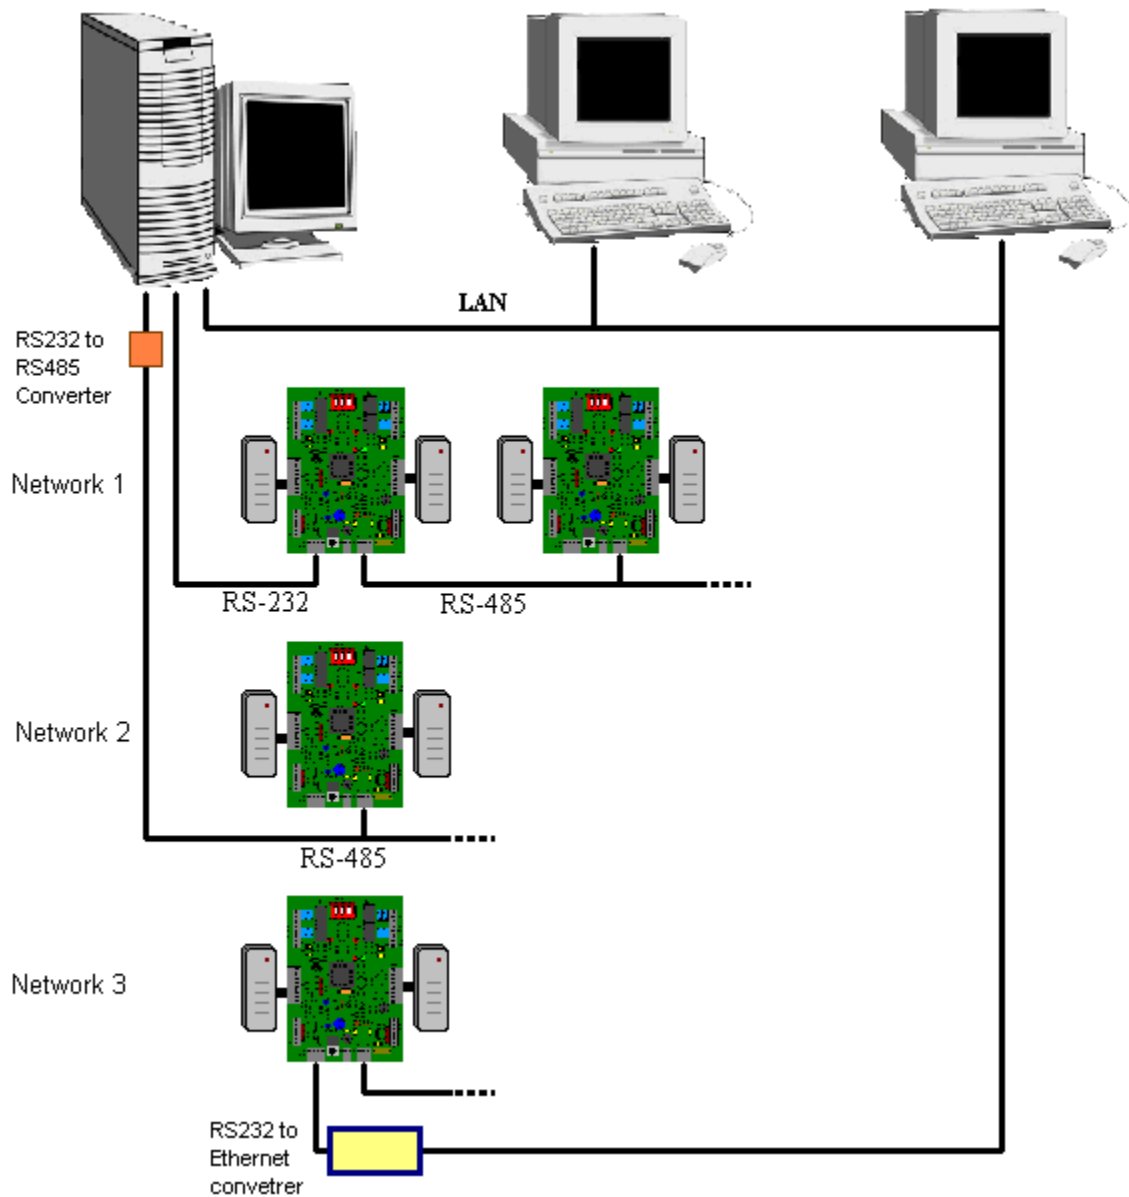 LAN
RS232 to
RS485
Converter
Network 1
RS-232
RS-485
Network 2
RS-485
Network 3
RS232 to
Ethernet
convetrer